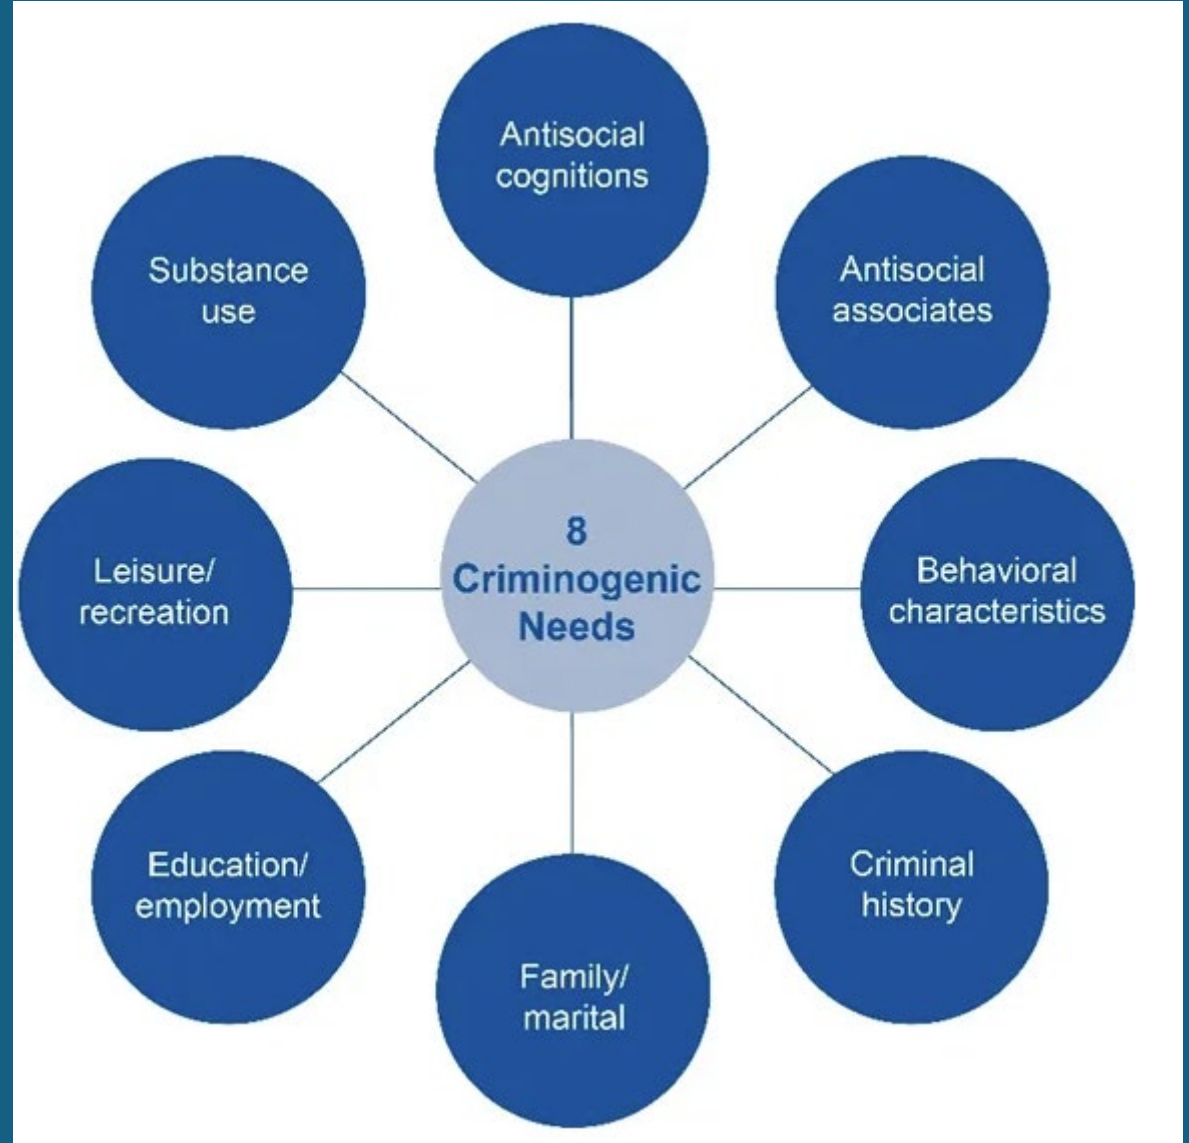 Antisocial
cognitions
Substance
use
Antisocial
associates
8
Criminogenic
Needs
Leisure/
recreation
Behavioral
characteristics
Education/
employment
Criminal
history
Family/
marital